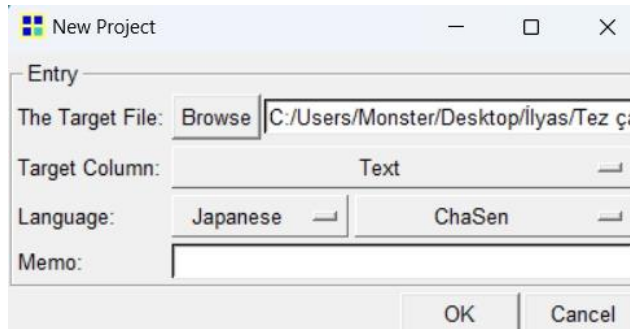 New Project
Entry
The Target File: Browse C:/Users/Monster/Desktop/İlyas/Tez ça
Target Column: Text
Language: Japanese ChaSen
Memo:
OK Cancel